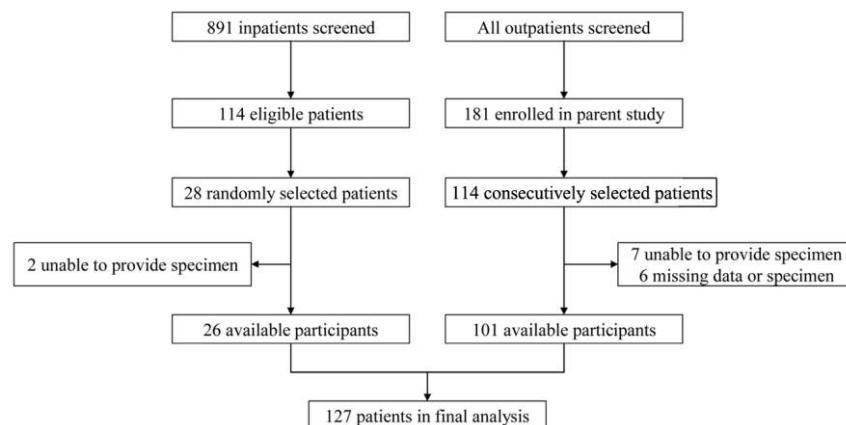 891 inpatients screened
All outpatients screened
114 eligible patients
181 enrolled in parent study
28 randomly selected patients
114 consecutively selected patients
2 unable to provide specimen
7 unable to provide specimen
6 missing data or specimen
26 available participants
101 available participants
127 patients in final analysis